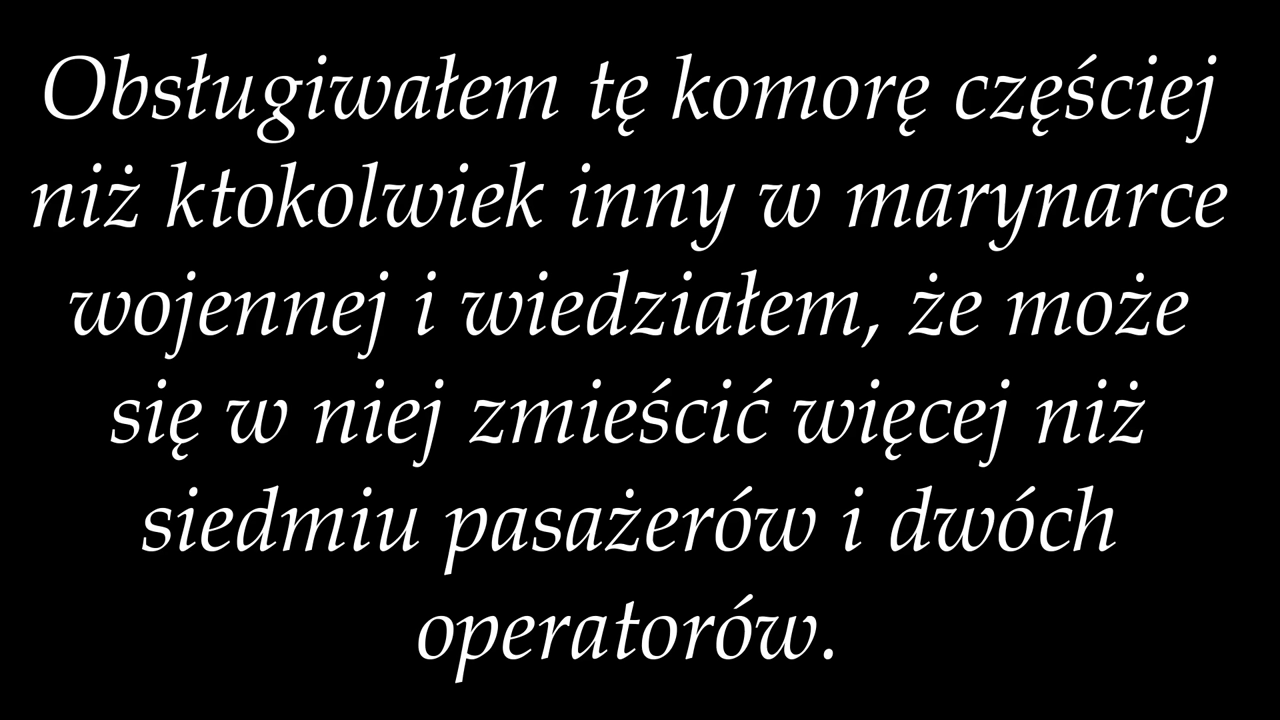 Obsługiwałem tę komorę częściej
niż ktokolwiek inny w marynarce
wojennej i wiedziałem, że może
się w niej zmieścić więcej niż
siedmiu pasażerów i dwóch
operatorów.